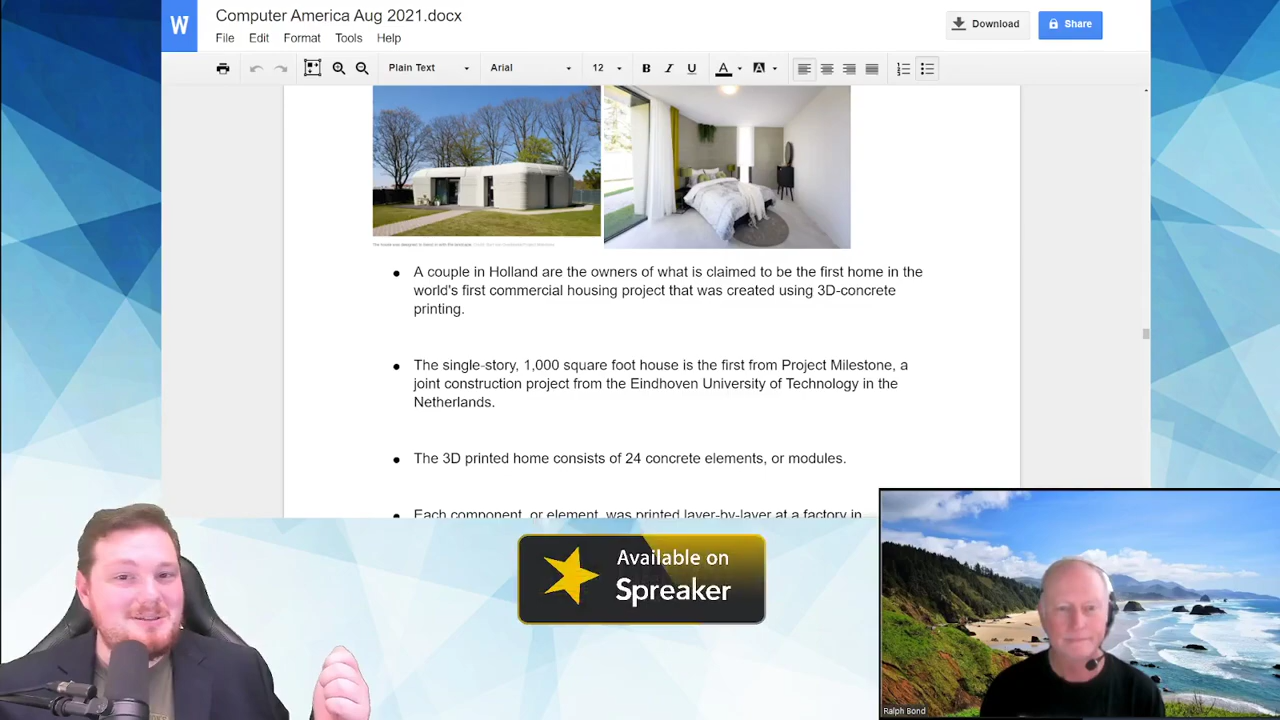 Computer America Aug 2021.docx
File Edit Format Tools Help
Download
Share
W
Plain Text
Arial
12
B I U A A
A couple in Holland are the owners of what is claimed to be the first home in the
world's first commercial housing project that was created using 3D-concrete
printing.
The single-story, 1,000 square foot house is the first from Project Milestone, a
joint construction project from the Eindhoven University of Technology in the
Netherlands.
The 3D printed home consists of 24 concrete elements, or modules.
Each component, or element, was printed layer-by-layer at a factory in
Available on
Spreaker
Ralph Bond